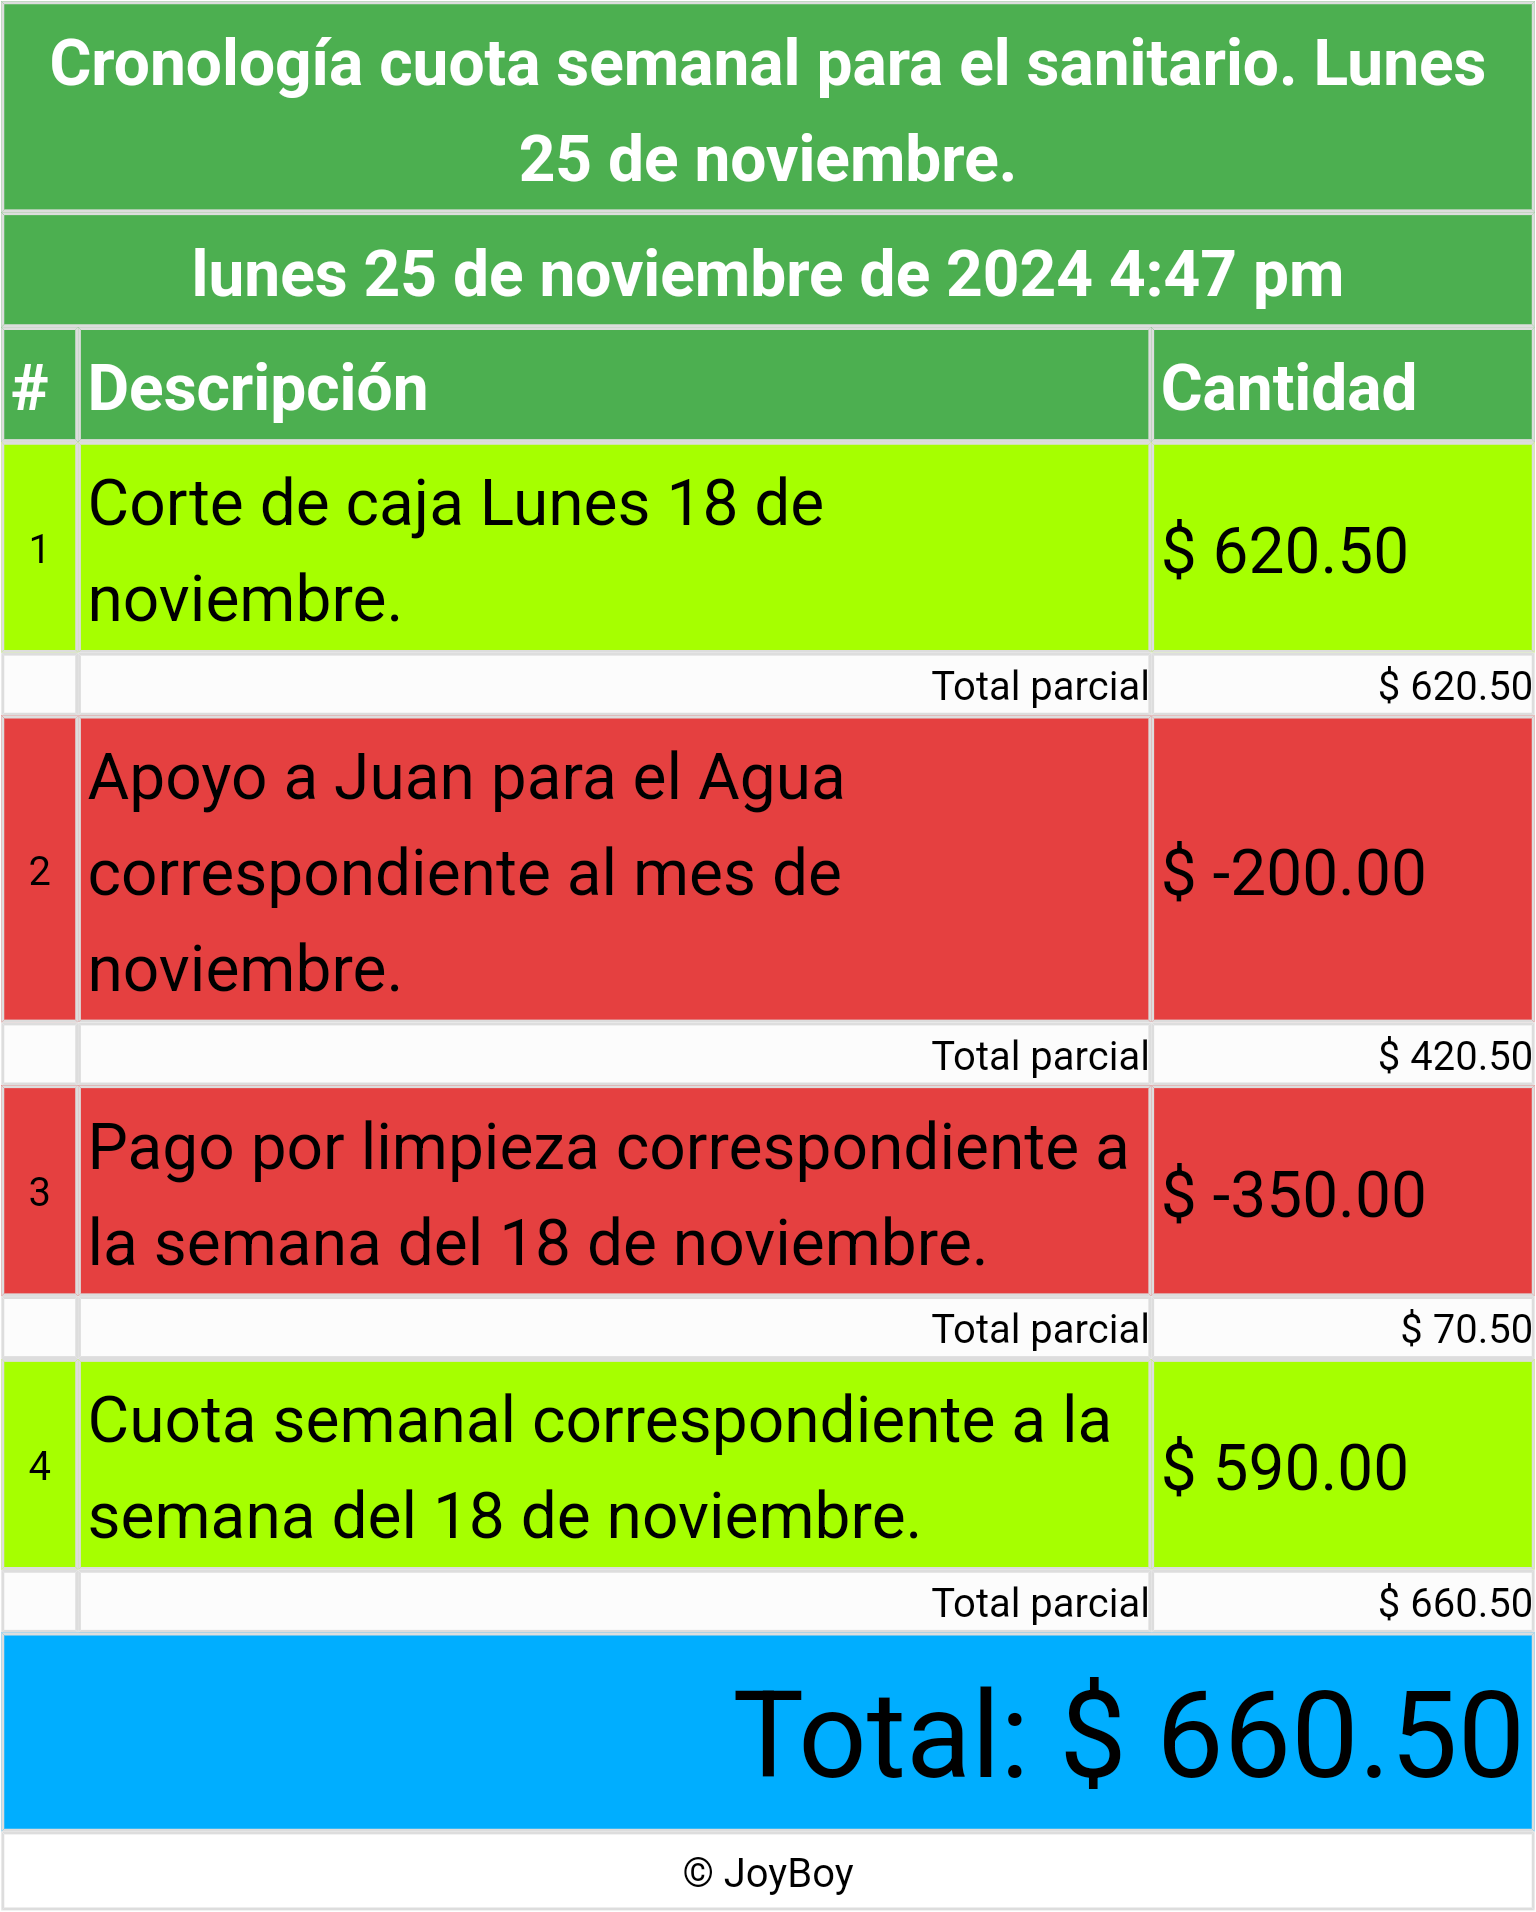 Cronología cuota semanal para el sanitario. Lunes
25 de noviembre.
lunes 25 de noviembre de 2024 4:47 pm
# Descripción Cantidad
1 Corte de caja Lunes 18 de
noviembre. $ 620.50
Total parcial $ 620.50
2 Apoyo a Juan para el Agua
correspondiente al mes de
noviembre. $ -200.00
Total parcial $ 420.50
3 Pago por limpieza correspondiente a
la semana del 18 de noviembre. $ -350.00
Total parcial $ 70.50
4 Cuota semanal correspondiente a la
semana del 18 de noviembre. $ 590.00
Total parcial $ 660.50
Total: $ 660.50
© JoyBoy